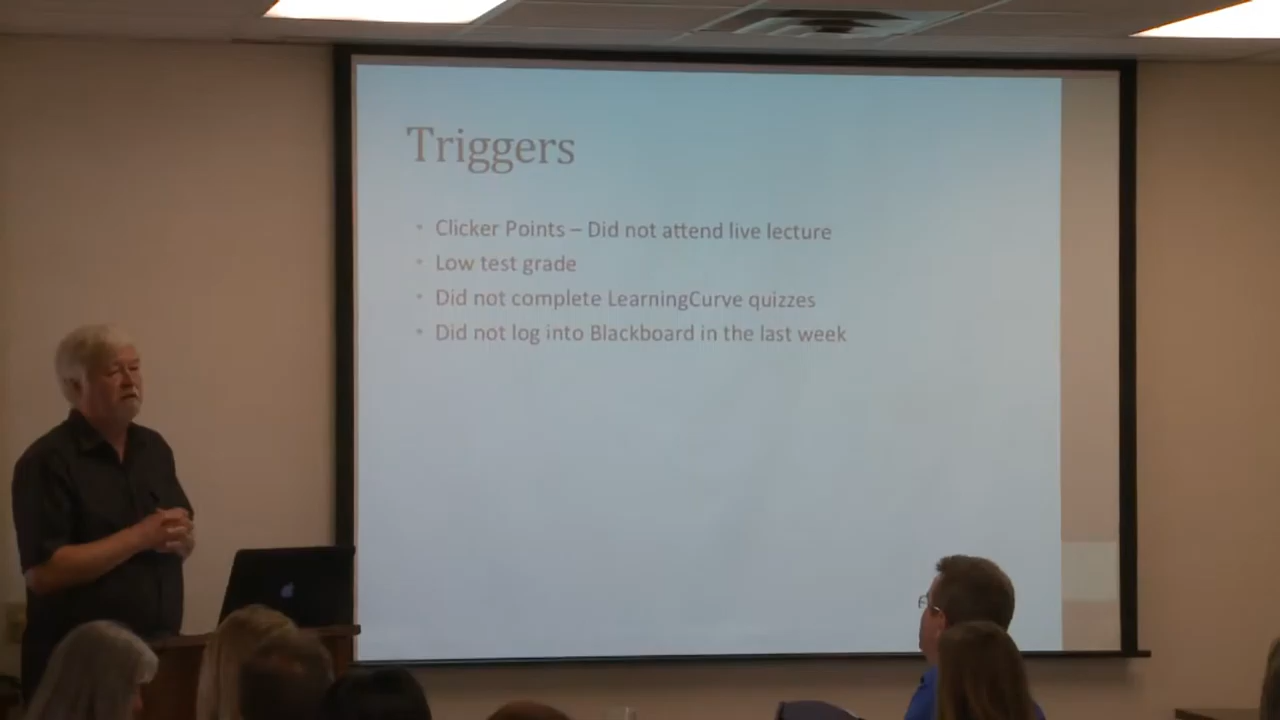 Triggers
• Clicker Points – Did not attend live lecture
• Low test grade
• Did not complete LearningCurve quizzes
• Did not log into Blackboard in the last week